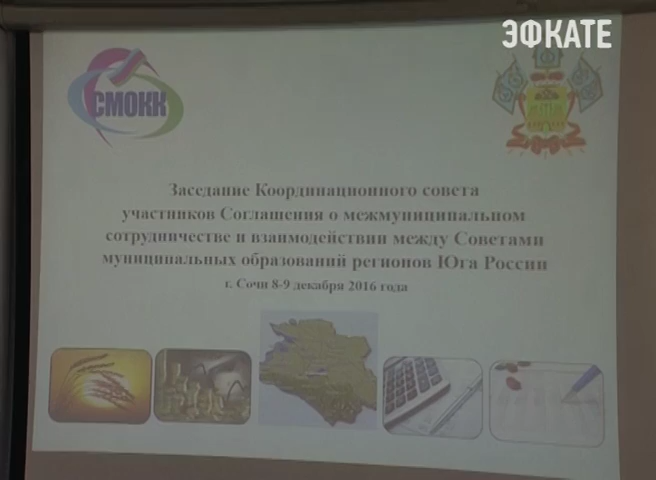 ЭФКАТЕ
СМОКК
Заседание Координационного совета
участников Соглашения о межмуниципальном
сотрудничестве и взаимодействии между Советами
муниципальных образований регионов Юга России
г. Сочи 8-9 декабря 2016 года